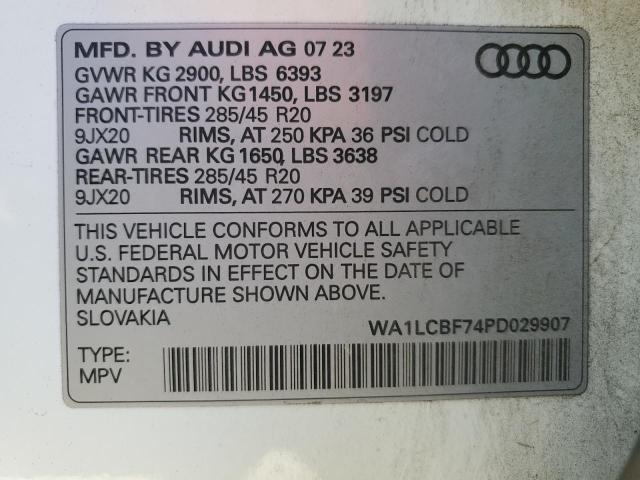 MFD. BY AUDI AG 07 23
GVWR KG 2900, LBS 6393
GAWR FRONT KG 1450, LBS 3197
FRONT-TIRES 285/45 R20
9JX20 RIMS, AT 250 KPA 36 PSI COLD
GAWR REAR KG 1650, LBS 3638
REAR-TIRES 285/45 R20
9JX20 RIMS, AT 270 KPA 39 PSI COLD
THIS VEHICLE CONFORMS TO ALL APPLICABLE
U.S. FEDERAL MOTOR VEHICLE SAFETY
STANDARDS IN EFFECT ON THE DATE OF
MANUFACTURE SHOWN ABOVE.
SLOVAKIA WA1LCBF74PD029907
TYPE:
MPV